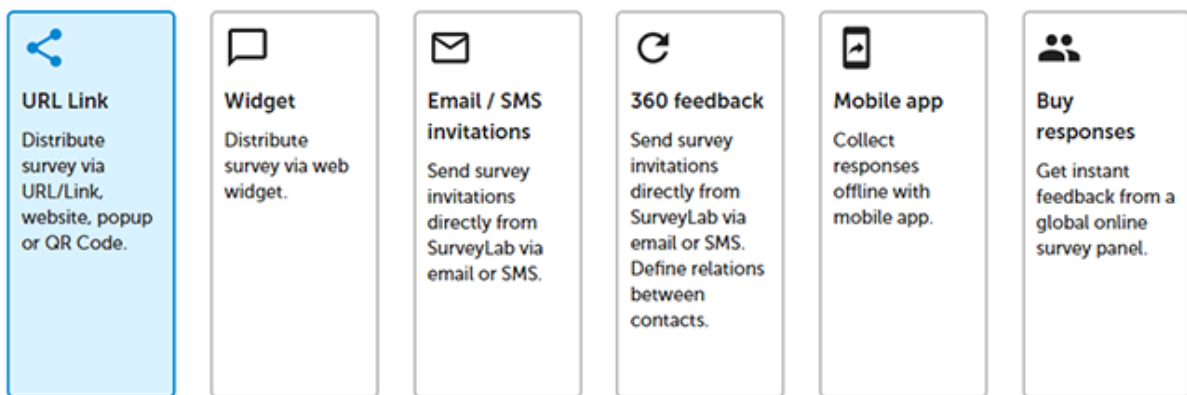 URL Link
Distribute
survey via
URL/Link,
website, popup
or QR Code.
Widget
Distribute
survey via web
widget.
Email / SMS
invitations
Send survey
invitations
directly from
SurveyLab via
email or SMS.
360 feedback
Send survey
invitations
directly from
SurveyLab via
email or SMS.
Define relations
between
contacts.
Mobile app
Collect
responses
offline with
mobile app.
Buy
responses
Get instant
feedback from a
global online
survey panel.